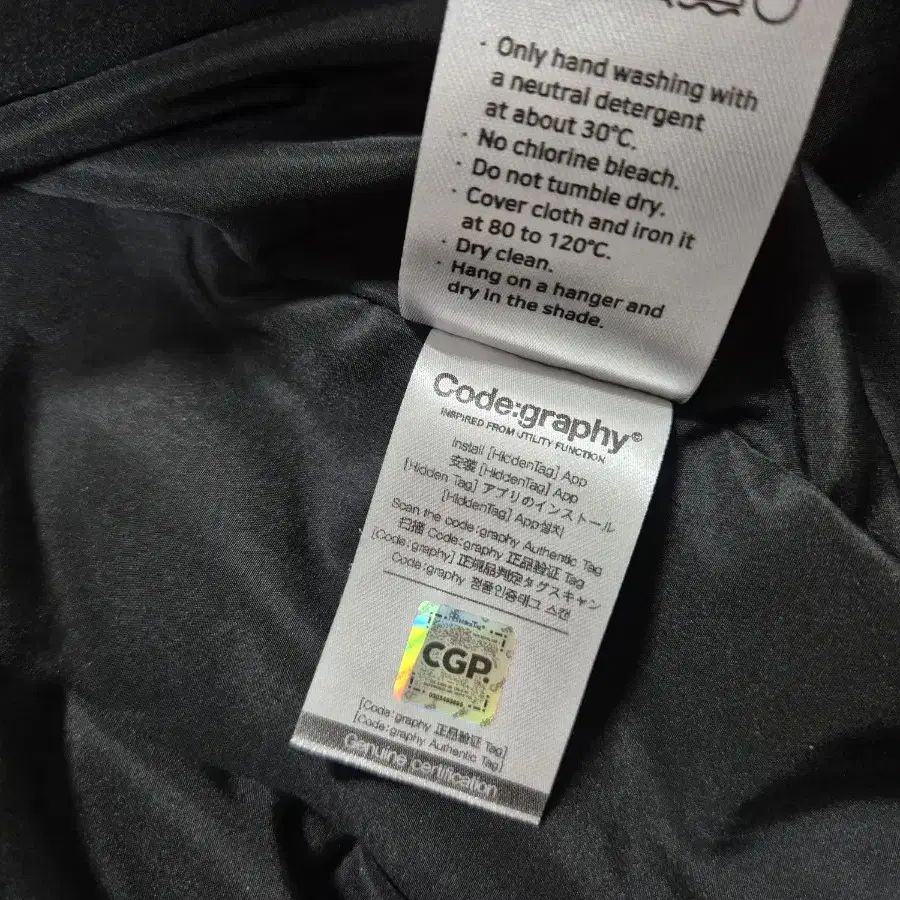 · Only hand washing with
a neutral detergent
at about 30°C.
· No chlorine bleach.
· Do not tumble dry.
· Cover cloth and iron it
at 80 to 120°C.
· Dry clean.
· Hang on a hanger and
dry in the shade.
Code:graphy®
INSPIRED FROM UTILITY FUNCTION
Install [HiddenTag] App
安装 [HiddenTag] App
[Hidden Tag] アプリのインストール
[HiddenTag] App설치
Scan the code:graphy Authentic Tag
扫描 Code:graphy 正品验证 Tag
[Code:graphy] 正規品判定タグスキャン
Code:graphy 정품인증태그 스캔
HiddenTag®
CGP.
[Code:graphy 正品验证 Tag]
[Code:graphy Authentic Tag]
Genuine certification